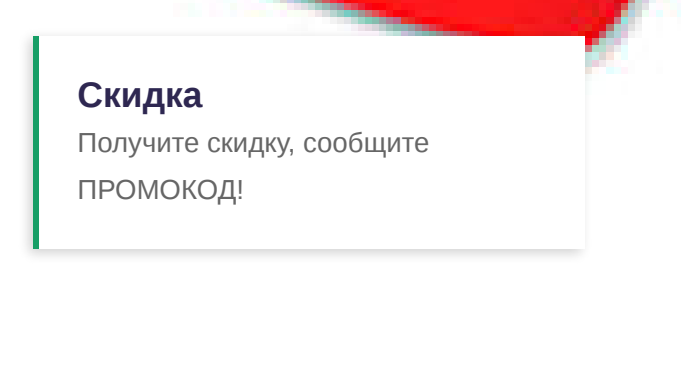 Скидка
Получите скидку, сообщите
ПРОМОКОД!